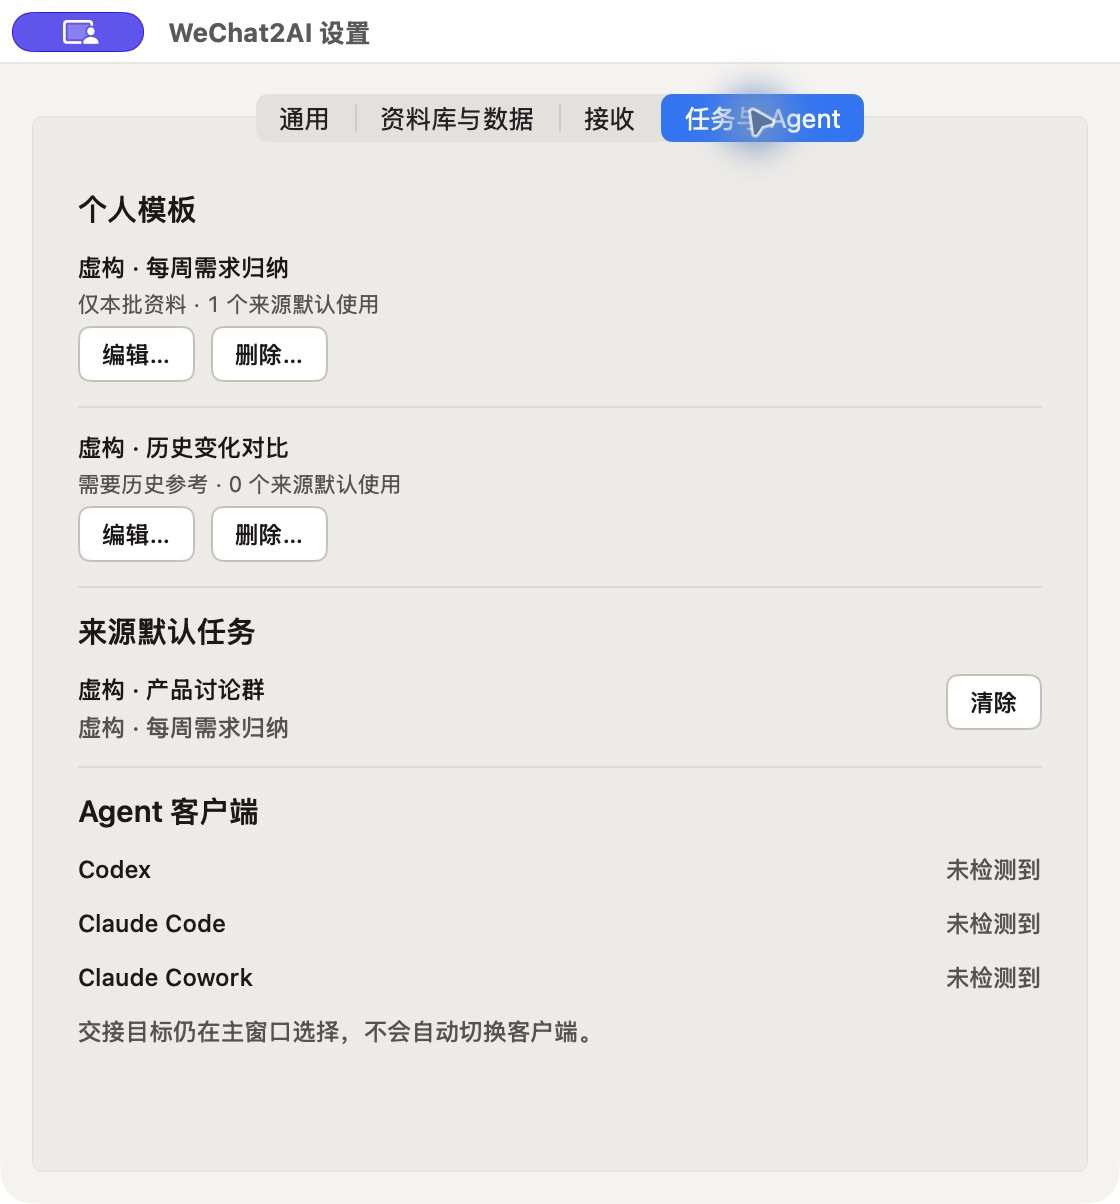 WeChat2AI 设置
通用
资料库与数据
接收
任务与 Agent
个人模板
虚构 · 每周需求归纳
仅本批资料 · 1 个来源默认使用
编辑...
删除...
虚构 · 历史变化对比
需要历史参考 · 0 个来源默认使用
编辑...
删除...
来源默认任务
虚构 · 产品讨论群
清除
虚构 · 每周需求归纳
Agent 客户端
Codex
未检测到
Claude Code
未检测到
Claude Cowork
未检测到
交接目标仍在主窗口选择，不会自动切换客户端。